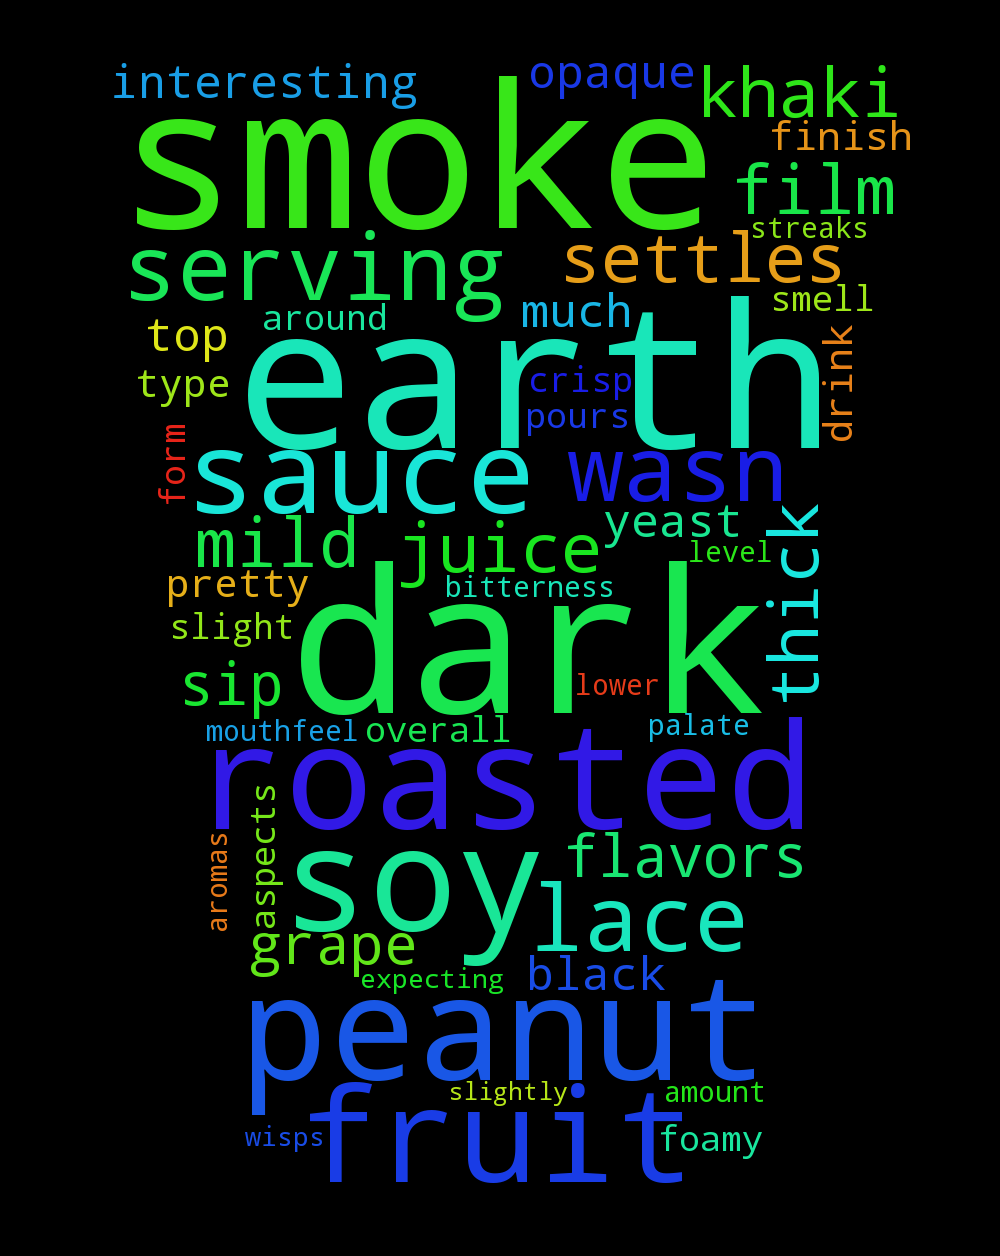 interesting
opaque
khaki
smoke
finish
film
streaks
serving
settles
smell
top
around
much
earth
drink
type
crisp
pours
form
sauce
wasn
mild
juice
yeast
level
thick
pretty
bitterness
dark
slight
sip
lower
mouthfeel
overall
palate
roasted
aromas
aspects
soy
flavors
grape
lace
expecting
black
peanut
slightly
amount
fruit
wisps
foamy